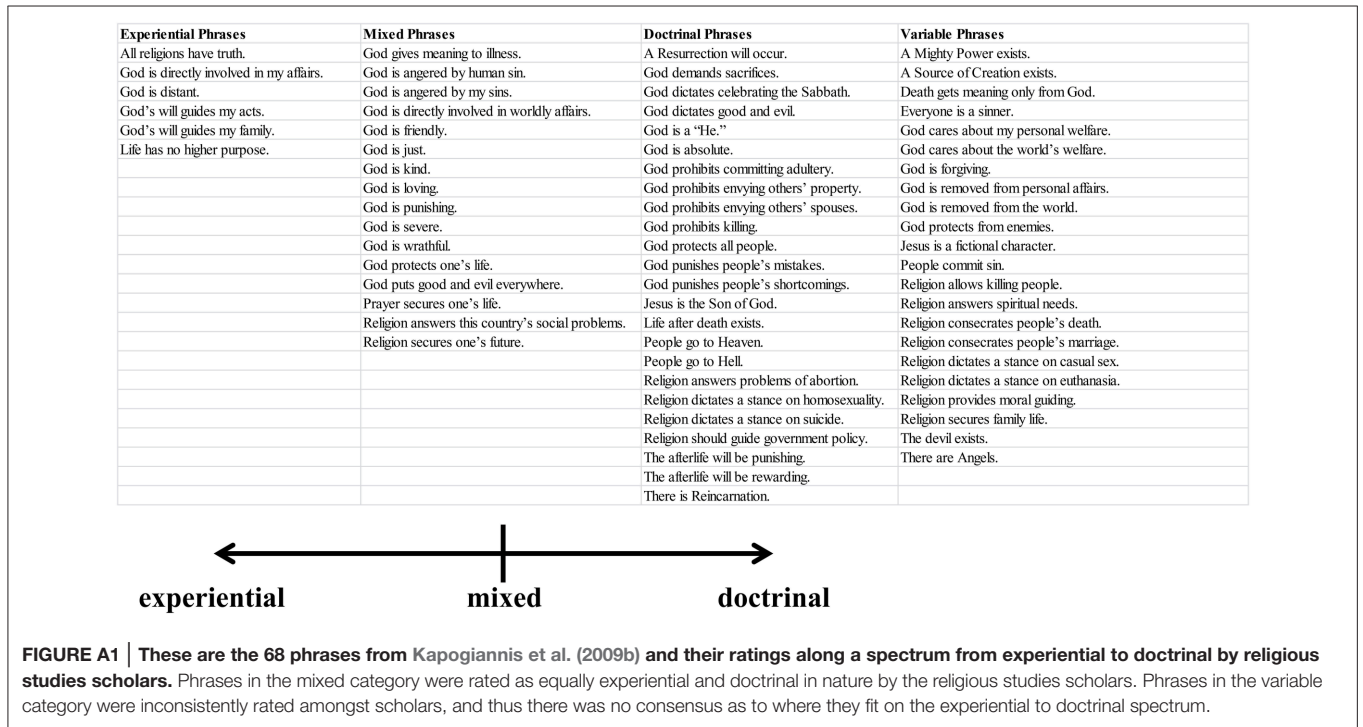 Experiential Phrases Mixed Phrases Doctrinal Phrases Variable Phrases
All religions have truth. God gives meaning to illness. A Resurrection will occur. A Mighty Power exists.
God is directly involved in my affairs. God is angered by human sin. God demands sacrifices. A Source of Creation exists.
God is distant. God is angered by my sins. God dictates celebrating the Sabbath. Death gets meaning only from God.
God's will guides my acts. God is directly involved in worldly affairs. God dictates good and evil. Everyone is a sinner.
God's will guides my family. God is friendly. God is a “He.” God cares about my personal welfare.
Life has no higher purpose. God is just. God is absolute. God cares about the world's welfare.
God is kind. God prohibits committing adultery. God is forgiving.
God is loving. God prohibits envying others' property. God is removed from personal affairs.
God is punishing. God prohibits envying others' spouses. God is removed from the world.
God is severe. God prohibits killing. God protects from enemies.
God is wrathful. God protects all people. Jesus is a fictional character.
God protects one's life. God punishes people's mistakes. People commit sin.
God puts good and evil everywhere. God punishes people's shortcomings. Religion allows killing people.
Prayer secures one's life. Jesus is the Son of God. Religion answers spiritual needs.
Religion answers this country's social problems. Life after death exists. Religion consecrates people's death.
Religion secures one's future. People go to Heaven. Religion consecrates people's marriage.
People go to Hell. Religion dictates a stance on casual sex.
Religion answers problems of abortion. Religion dictates a stance on euthanasia.
Religion dictates a stance on homosexuality. Religion provides moral guiding.
Religion dictates a stance on suicide. Religion secures family life.
Religion should guide government policy. The devil exists.
The afterlife will be punishing. There are Angels.
The afterlife will be rewarding.
There is Reincarnation.
experiential mixed doctrinal
FIGURE A1 | These are the 68 phrases from Kapogiannis et al. (2009b) and their ratings along a spectrum from experiential to doctrinal by religious
studies scholars. Phrases in the mixed category were rated as equally experiential and doctrinal in nature by the religious studies scholars. Phrases in the variable
category were inconsistently rated amongst scholars, and thus there was no consensus as to where they fit on the experiential to doctrinal spectrum.